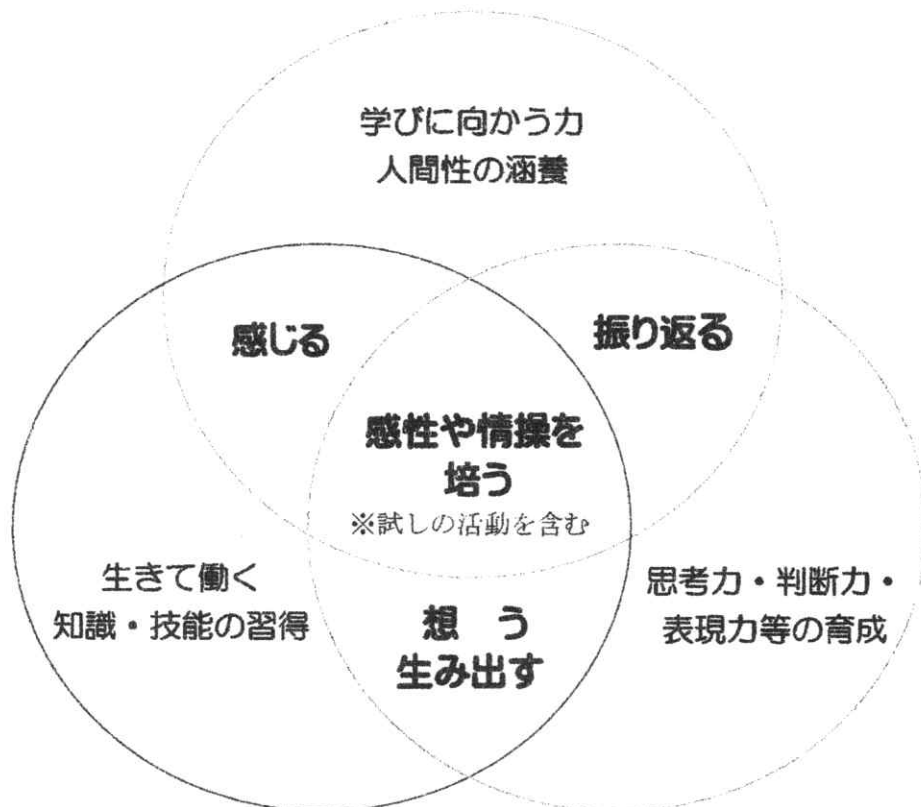 学びに向かう力
人間性の涵養
感じる
振り返る
感性や情操を
培う
※試しの活動を含む
生きて働く
知識・技能の習得
思考力・判断力・
表現力等の育成
想 う
生み出す